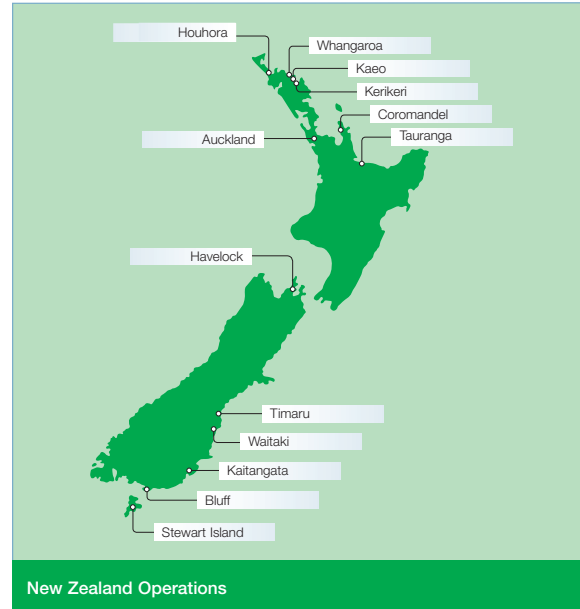 Houhora
Whangaroa
Kaeo
Kerikeri
Coromandel
Auckland
Tauranga
Havelock
Timaru
Waitaki
Kaitangata
Bluff
Stewart Island
New Zealand Operations